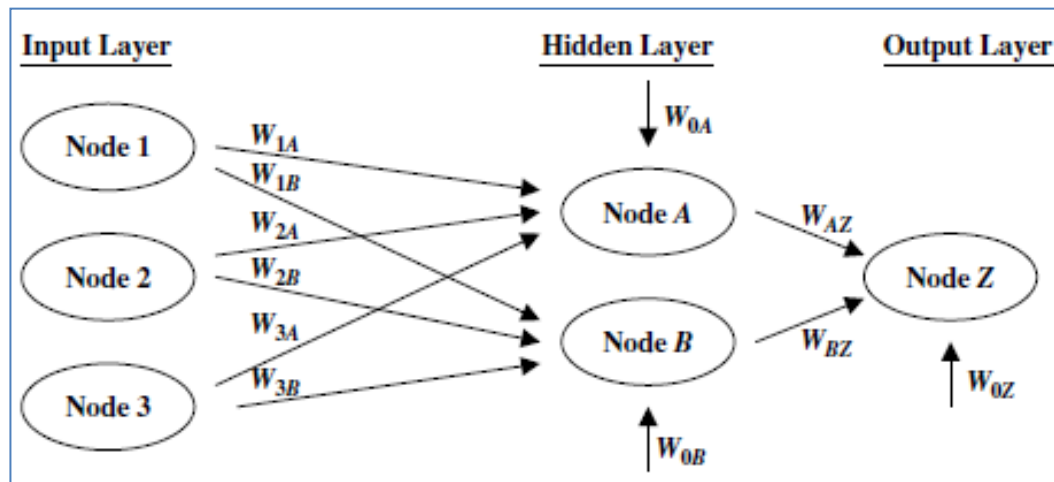 Input Layer
Hidden Layer
Output Layer
Node 1
W1A
W1B
W0A
Node A
W2A
WAZ
Node 2
W2B
Node Z
W3A
Node B
WBZ
W3B
Node 3
W0Z
W0B